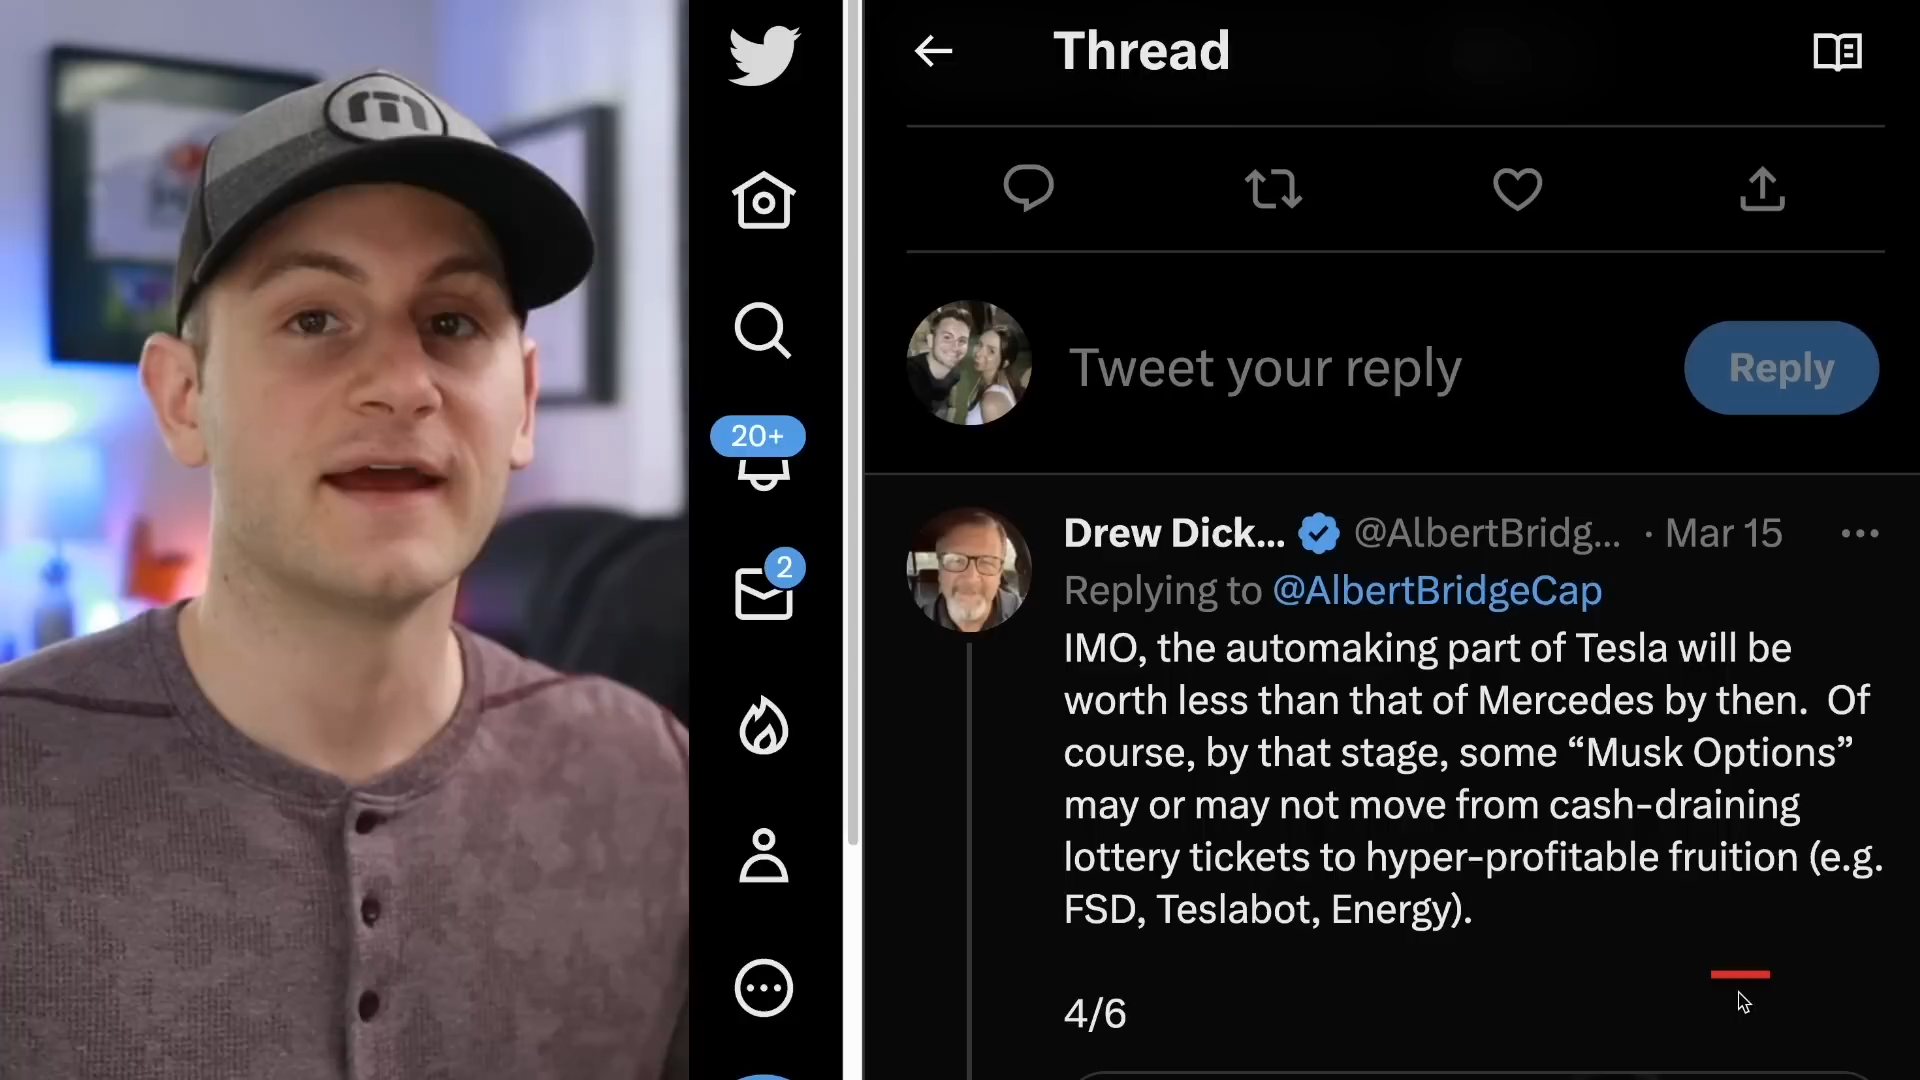 Thread
Tweet your reply
Reply
20+
2
Drew Dick... @AlbertBridg... · Mar 15
Replying to @AlbertBridgeCap
IMO, the automaking part of Tesla will be
worth less than that of Mercedes by then. Of
course, by that stage, some “Musk Options”
may or may not move from cash-draining
lottery tickets to hyper-profitable fruition (e.g.
FSD, Teslabot, Energy).
4/6